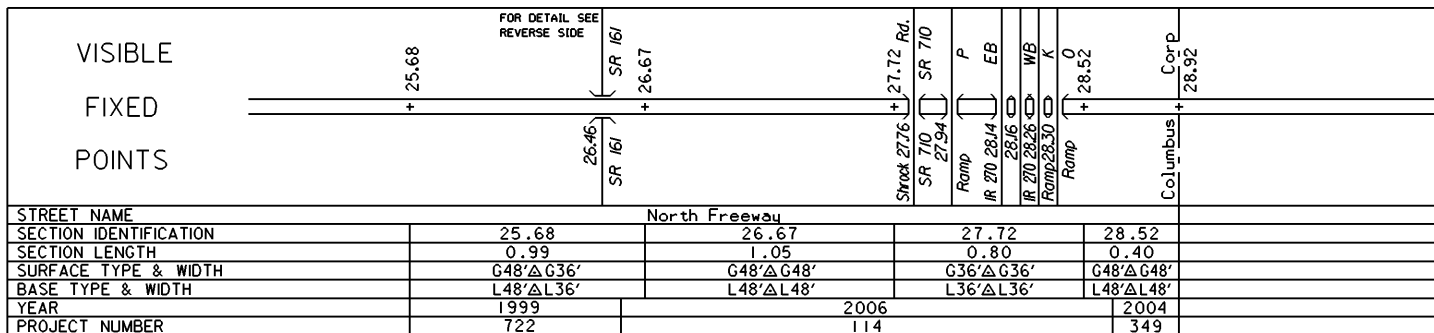 FOR DETAIL SEE
REVERSE SIDE
VISIBLE
FIXED
POINTS
25.68
SR 161
26.67
27.72
Rd.
SR 710
P
EB
WB
K
O
28.52
Corp
28.92
26.46
SR 161
Shrock 27.76
SR 710
27.94
Ramp
IR 270 28.14
28.16
IR 270 28.26
Ramp 28.30
Ramp
Columbus
STREET NAME North Freeway
SECTION IDENTIFICATION 25.68 26.67 27.72 28.52
SECTION LENGTH 0.99 1.05 0.80 0.40
SURFACE TYPE & WIDTH G48'△G36' G48'△G48' G36'△G36' G48'△G48'
BASE TYPE & WIDTH L48'△L36' L48'△L48' L36'△L36' L48'△L48'
YEAR 1999 2006 2004
PROJECT NUMBER 722 114 349